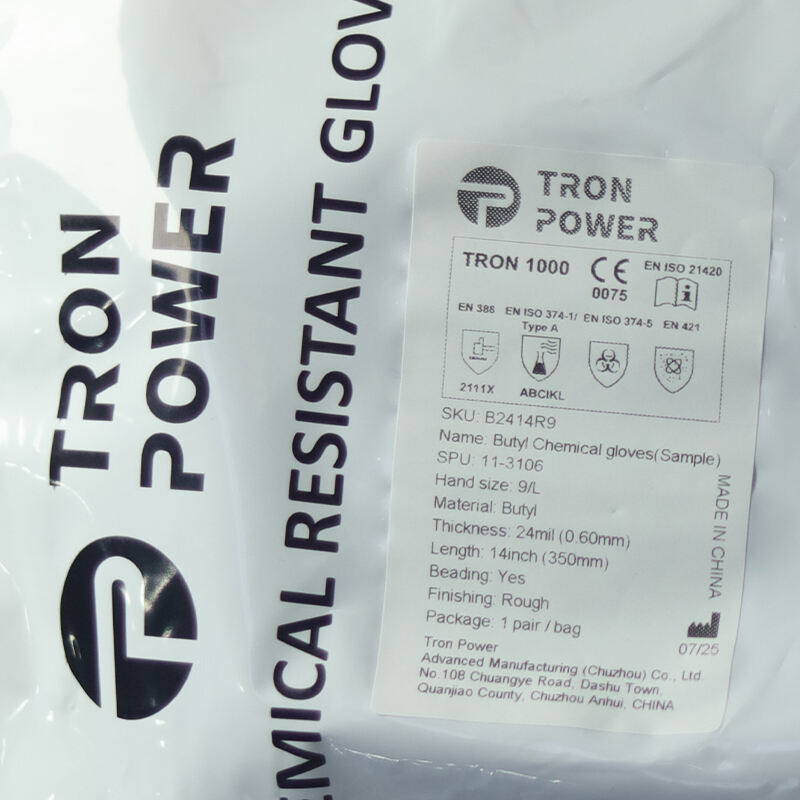 TRON
POWER
CHEMICAL RESISTANT GLOV
TRON
POWER
TRON 1000
CE
0075
EN ISO 21420
EN 388
2111X
EN ISO 374-1/
Type A
ABCIKL
EN ISO 374-5
EN 421
SKU: B2414R9
Name: Butyl Chemical gloves(Sample)
SPU: 11-3106
Hand size: 9/L
Material: Butyl
Thickness: 24mil (0.60mm)
Length: 14inch (350mm)
Beading: Yes
Finishing: Rough
Package: 1 pair / bag
MADE IN CHINA
07/25
Tron Power
Advanced Manufacturing (Chuzhou) Co., Ltd.
No.108 Chuangye Road, Dashu Town,
Quanjiao County, Chuzhou Anhui, CHINA